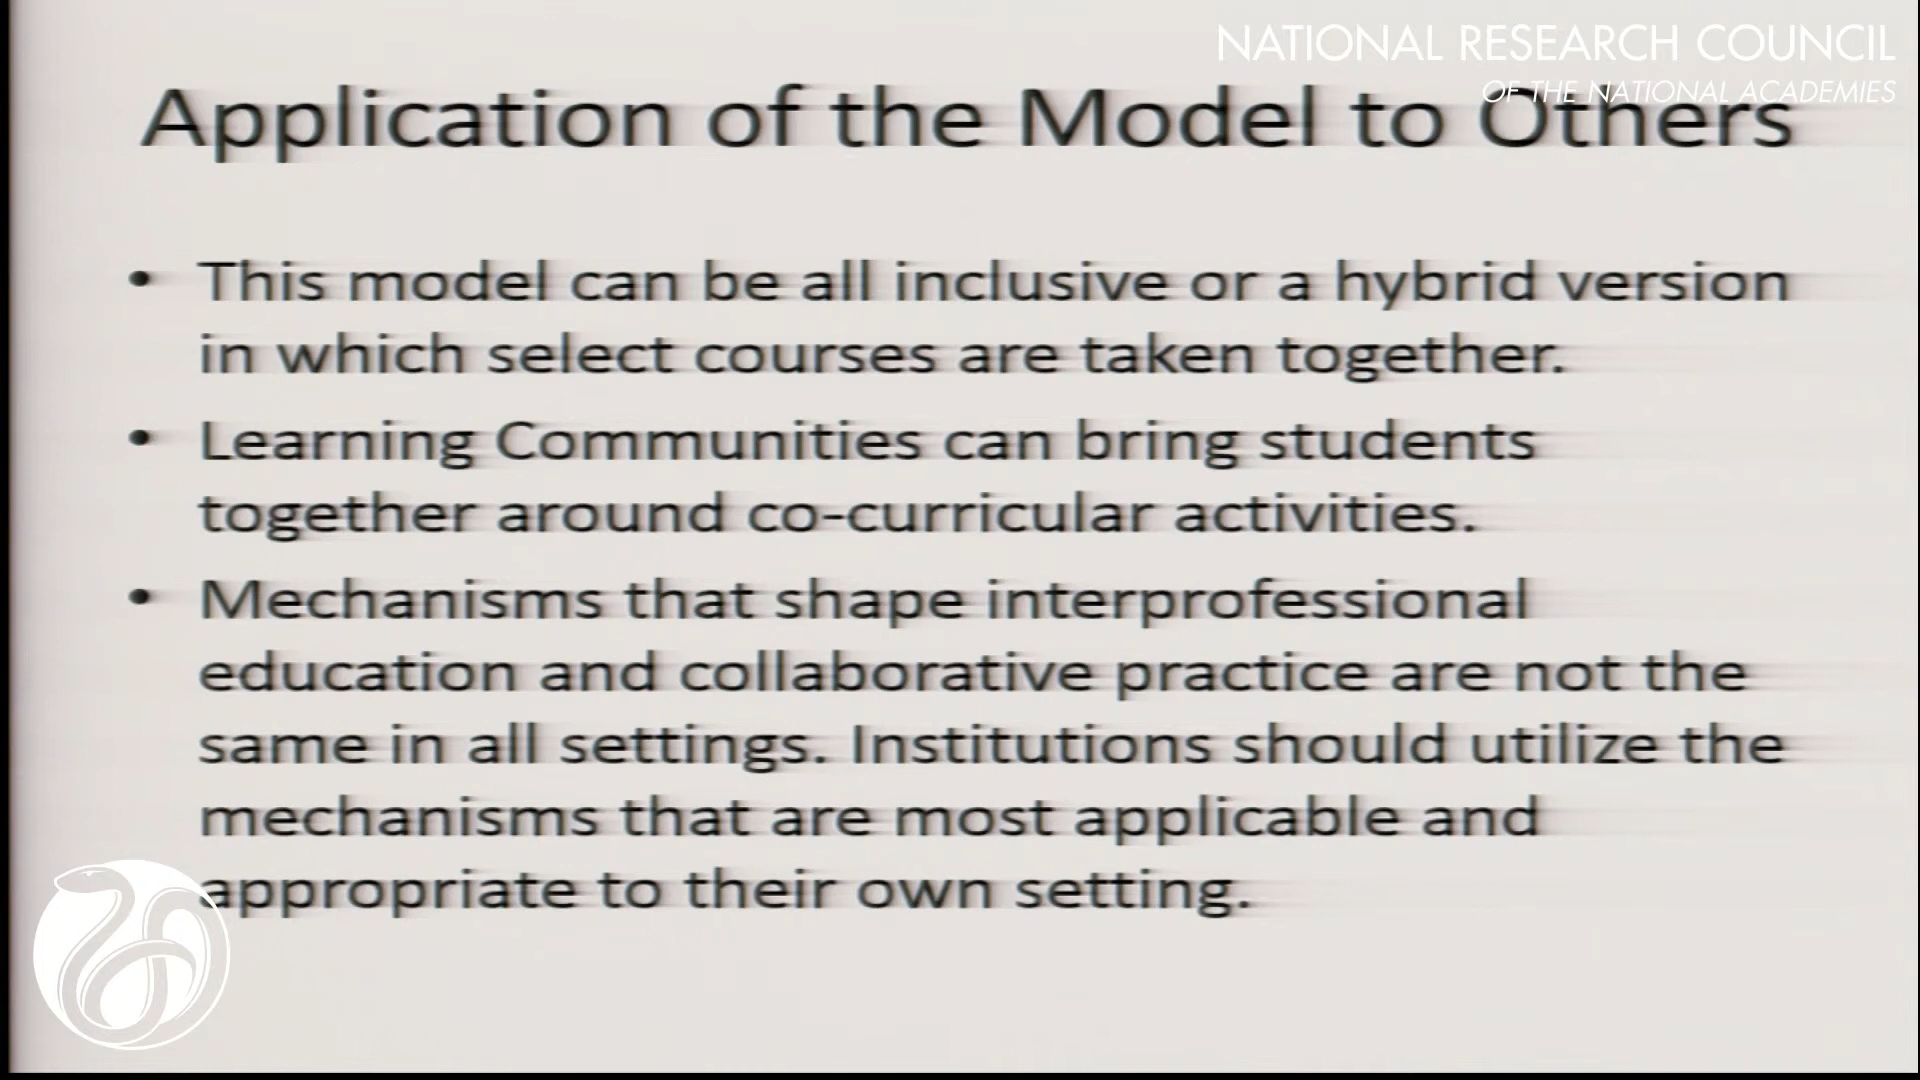 NATIONAL RESEARCH COUNCIL
OF THE NATIONAL ACADEMIES
Application of the Model to Others
• This model can be all inclusive or a hybrid version
in which select courses are taken together.
• Learning Communities can bring students
together around co-curricular activities.
• Mechanisms that shape interprofessional
education and collaborative practice are not the
same in all settings. Institutions should utilize the
mechanisms that are most applicable and
appropriate to their own setting.